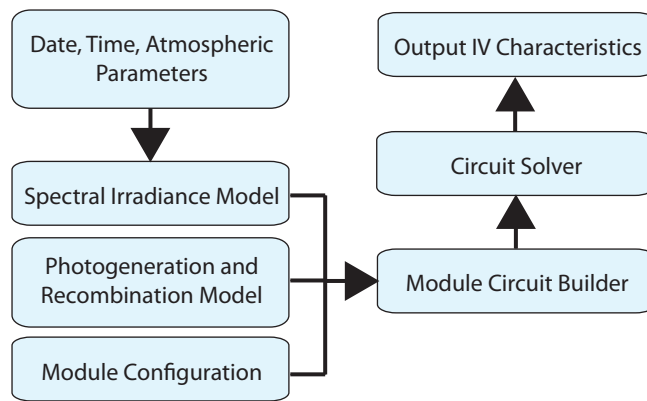 Date, Time, Atmospheric
Parameters
Spectral Irradiance Model
Photogeneration and
Recombination Model
Module Configuration
Output IV Characteristics
Circuit Solver
Module Circuit Builder